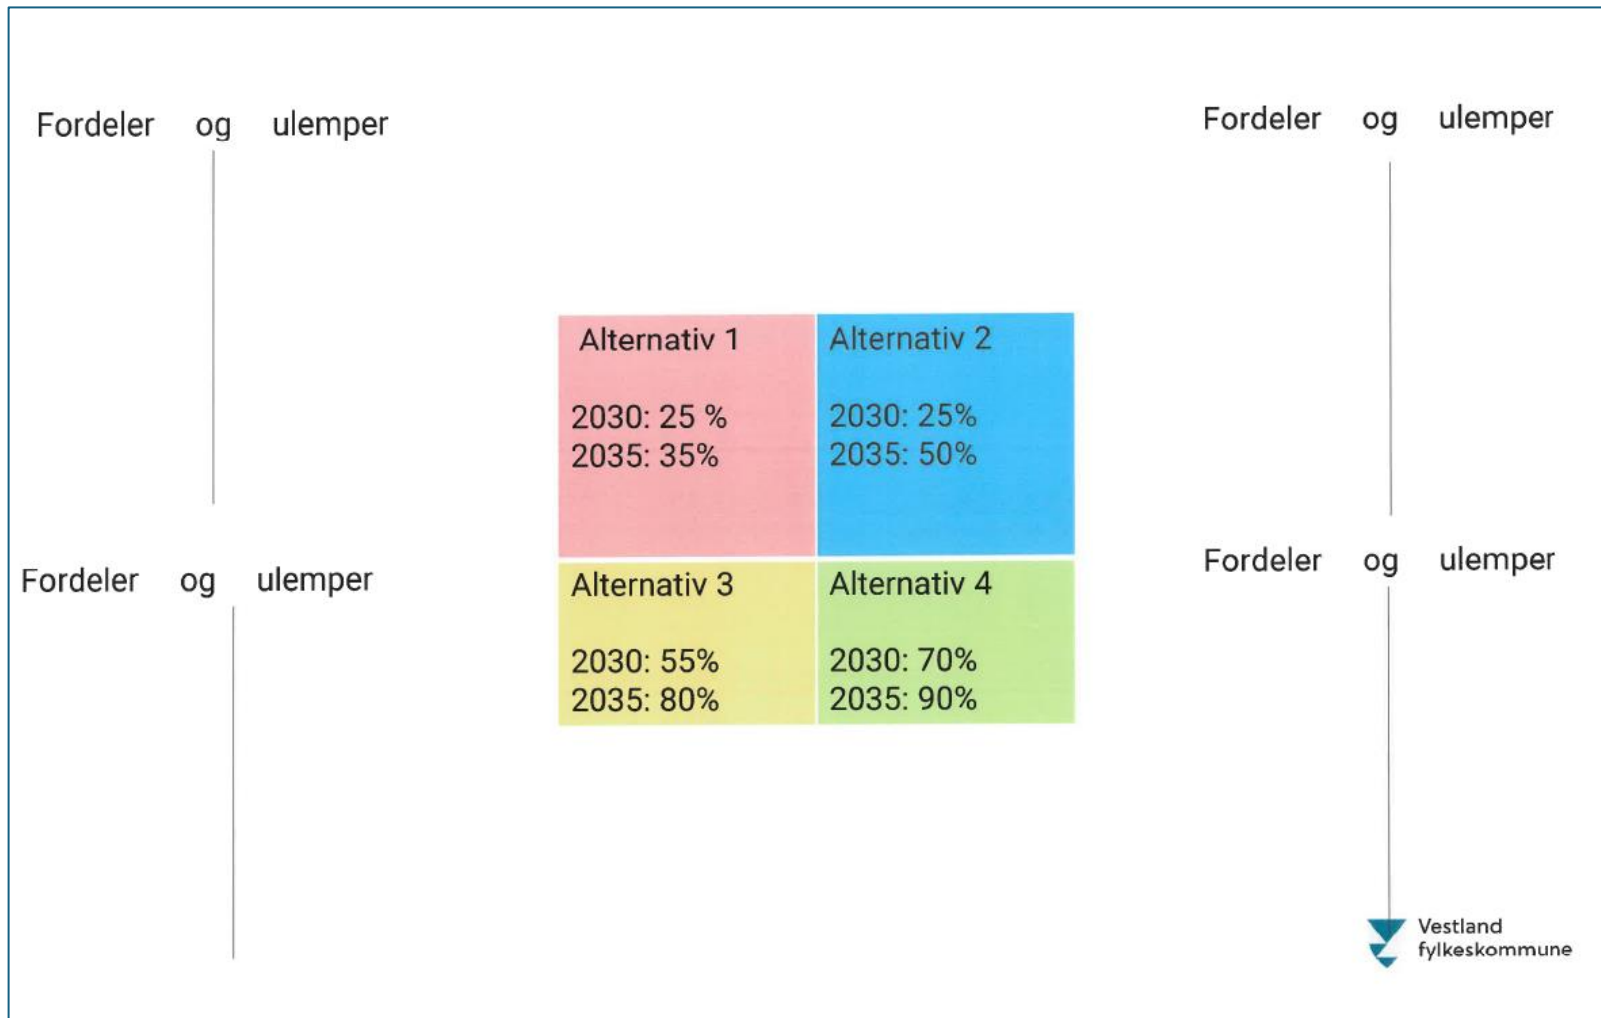 Fordeler og ulemper
Fordeler og ulemper
Alternativ 1
2030: 25 %
2035: 35%
Alternativ 2
2030: 25%
2035: 50%
Alternativ 3
2030: 55%
2035: 80%
Alternativ 4
2030: 70%
2035: 90%
Fordeler og ulemper
Fordeler og ulemper
Vestland
fylkeskommune